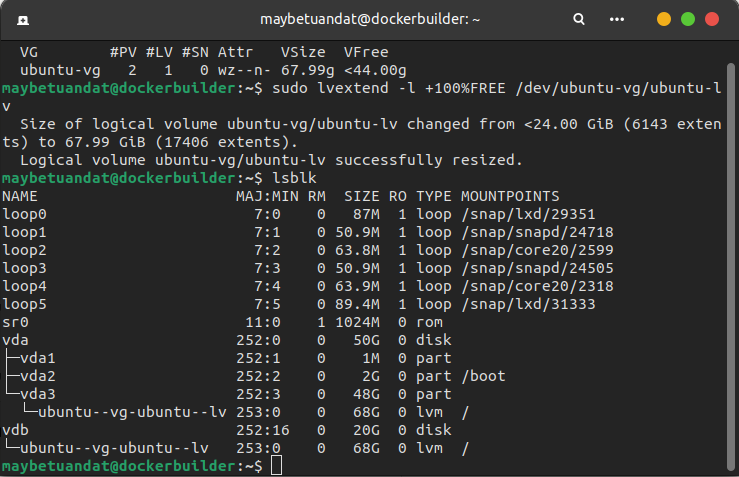 maybetuandat@dockerbuilder: ~
VG #PV #LV #SN Attr VSize VFree
ubuntu-vg 2 1 0 wz--n- 67.99g <44.00g
maybetuandat@dockerbuilder:~$ sudo lvextend -l +100%FREE /dev/ubuntu-vg/ubuntu-l
v
Size of logical volume ubuntu-vg/ubuntu-lv changed from <24.00 GiB (6143 exten
ts) to 67.99 GiB (17406 extents).
Logical volume ubuntu-vg/ubuntu-lv successfully resized.
maybetuandat@dockerbuilder:~$ lsblk
NAME MAJ:MIN RM SIZE RO TYPE MOUNTPOINTS
loop0 7:0 0 87M 1 loop /snap/lxd/29351
loop1 7:1 0 50.9M 1 loop /snap/snapd/24718
loop2 7:2 0 63.8M 1 loop /snap/core20/2599
loop3 7:3 0 50.9M 1 loop /snap/snapd/24505
loop4 7:4 0 63.9M 1 loop /snap/core20/2318
loop5 7:5 0 89.4M 1 loop /snap/lxd/31333
sr0 11:0 1 1024M 0 rom
vda 252:0 0 50G 0 disk
├─vda1 252:1 0 1M 0 part
├─vda2 252:2 0 2G 0 part /boot
└─vda3 252:3 0 48G 0 part
└─ubuntu--vg-ubuntu--lv 253:0 0 68G 0 lvm /
vdb 252:16 0 20G 0 disk
└─ubuntu--vg-ubuntu--lv 253:0 0 68G 0 lvm /
maybetuandat@dockerbuilder:~$